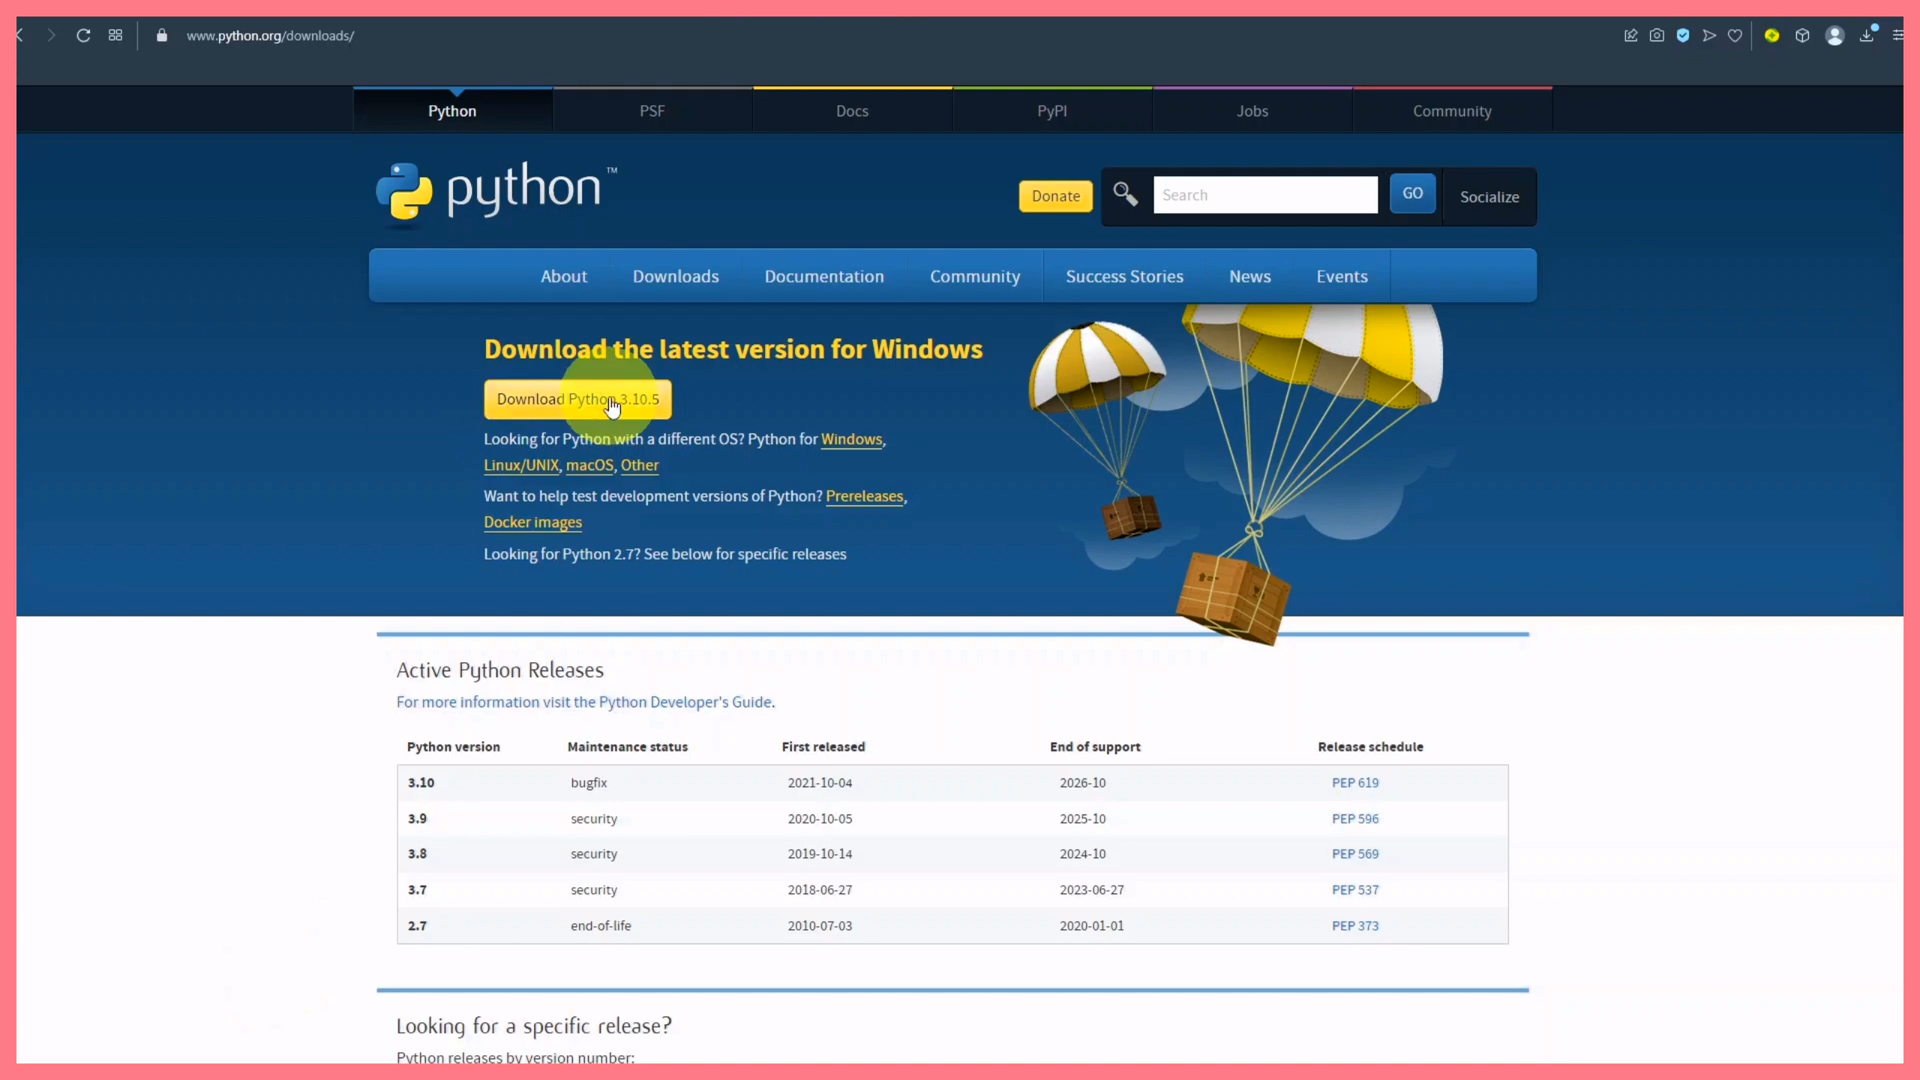 www.python.org/downloads/
Python PSF Docs PyPI Jobs Community
python™
Donate Search GO Socialize
About Downloads Documentation Community Success Stories News Events
Download the latest version for Windows
Download Python 3.10.5
Looking for Python with a different OS? Python for Windows,
Linux/UNIX, macOS, Other
Want to help test development versions of Python? Prereleases,
Docker images
Looking for Python 2.7? See below for specific releases
Active Python Releases
For more information visit the Python Developer's Guide.
Python version Maintenance status First released End of support Release schedule
3.10 bugfix 2021-10-04 2026-10 PEP 619
3.9 security 2020-10-05 2025-10 PEP 596
3.8 security 2019-10-14 2024-10 PEP 569
3.7 security 2018-06-27 2023-06-27 PEP 537
2.7 end-of-life 2010-07-03 2020-01-01 PEP 373
Looking for a specific release?
Python releases by version number: